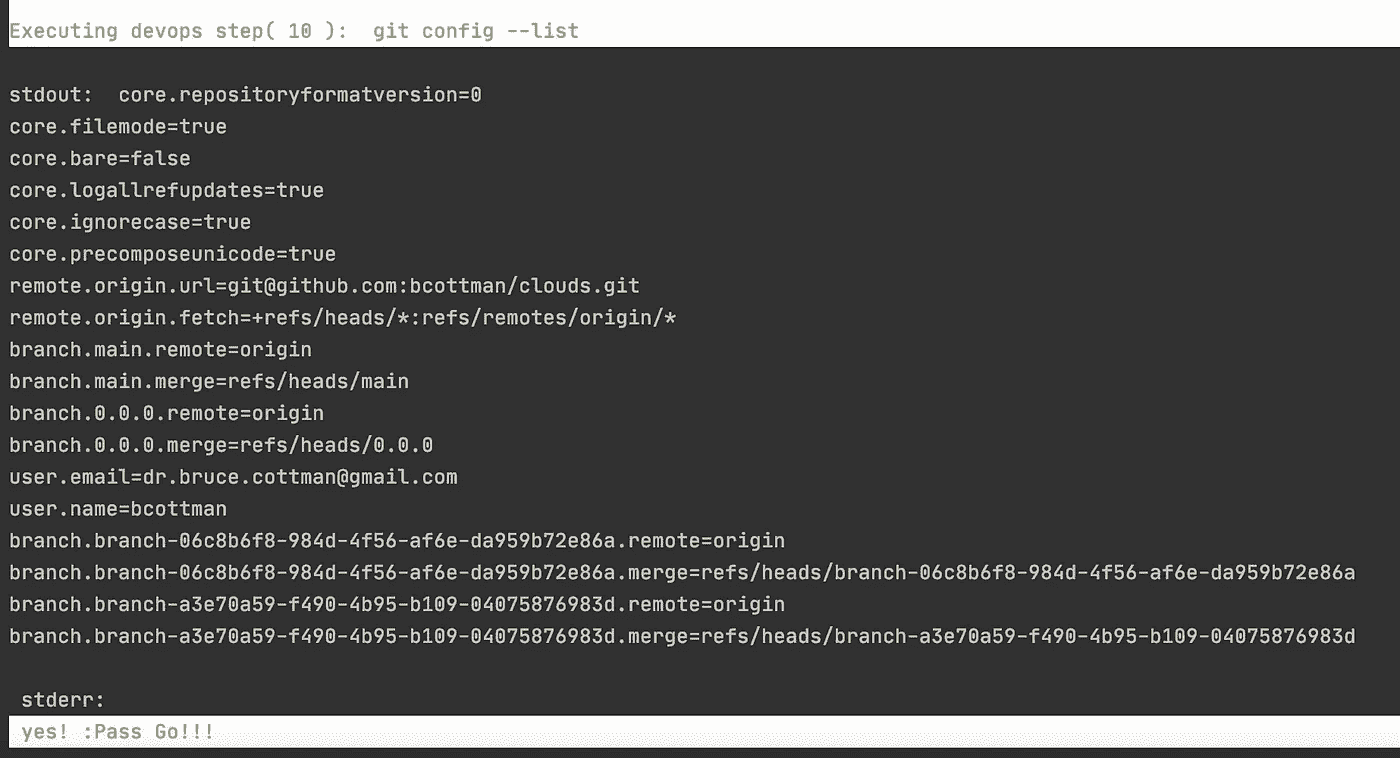 Executing devops step( 10 ):  git config --list
stdout:  core.repositoryformatversion=0
core.filemode=true
core.bare=false
core.logallrefupdates=true
core.ignorecase=true
core.precomposeunicode=true
remote.origin.url=git@github.com:bcottman/clouds.git
remote.origin.fetch=+refs/heads/*:refs/remotes/origin/*
branch.main.remote=origin
branch.main.merge=refs/heads/main
branch.0.0.0.remote=origin
branch.0.0.0.merge=refs/heads/0.0.0
user.email=dr.bruce.cottman@gmail.com
user.name=bcottman
branch.branch-06c8b6f8-984d-4f56-af6e-da959b72e86a.remote=origin
branch.branch-06c8b6f8-984d-4f56-af6e-da959b72e86a.merge=refs/heads/branch-06c8b6f8-984d-4f56-af6e-da959b72e86a
branch.branch-a3e70a59-f490-4b95-b109-04075876983d.remote=origin
branch.branch-a3e70a59-f490-4b95-b109-04075876983d.merge=refs/heads/branch-a3e70a59-f490-4b95-b109-04075876983d
stderr:
yes! :Pass Go!!!